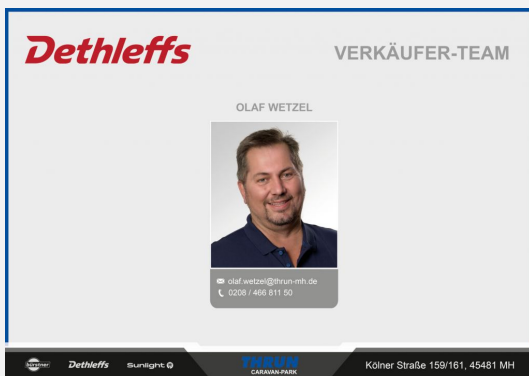 Dethleffs
VERKÄUFER-TEAM
OLAF WETZEL
olaf.wetzel@thrun-mh.de
0208 / 466 811 50
bürstner
Dethleffs
Sunlight
THRUN
CARAVAN-PARK
Kölner Straße 159/161, 45481 MH